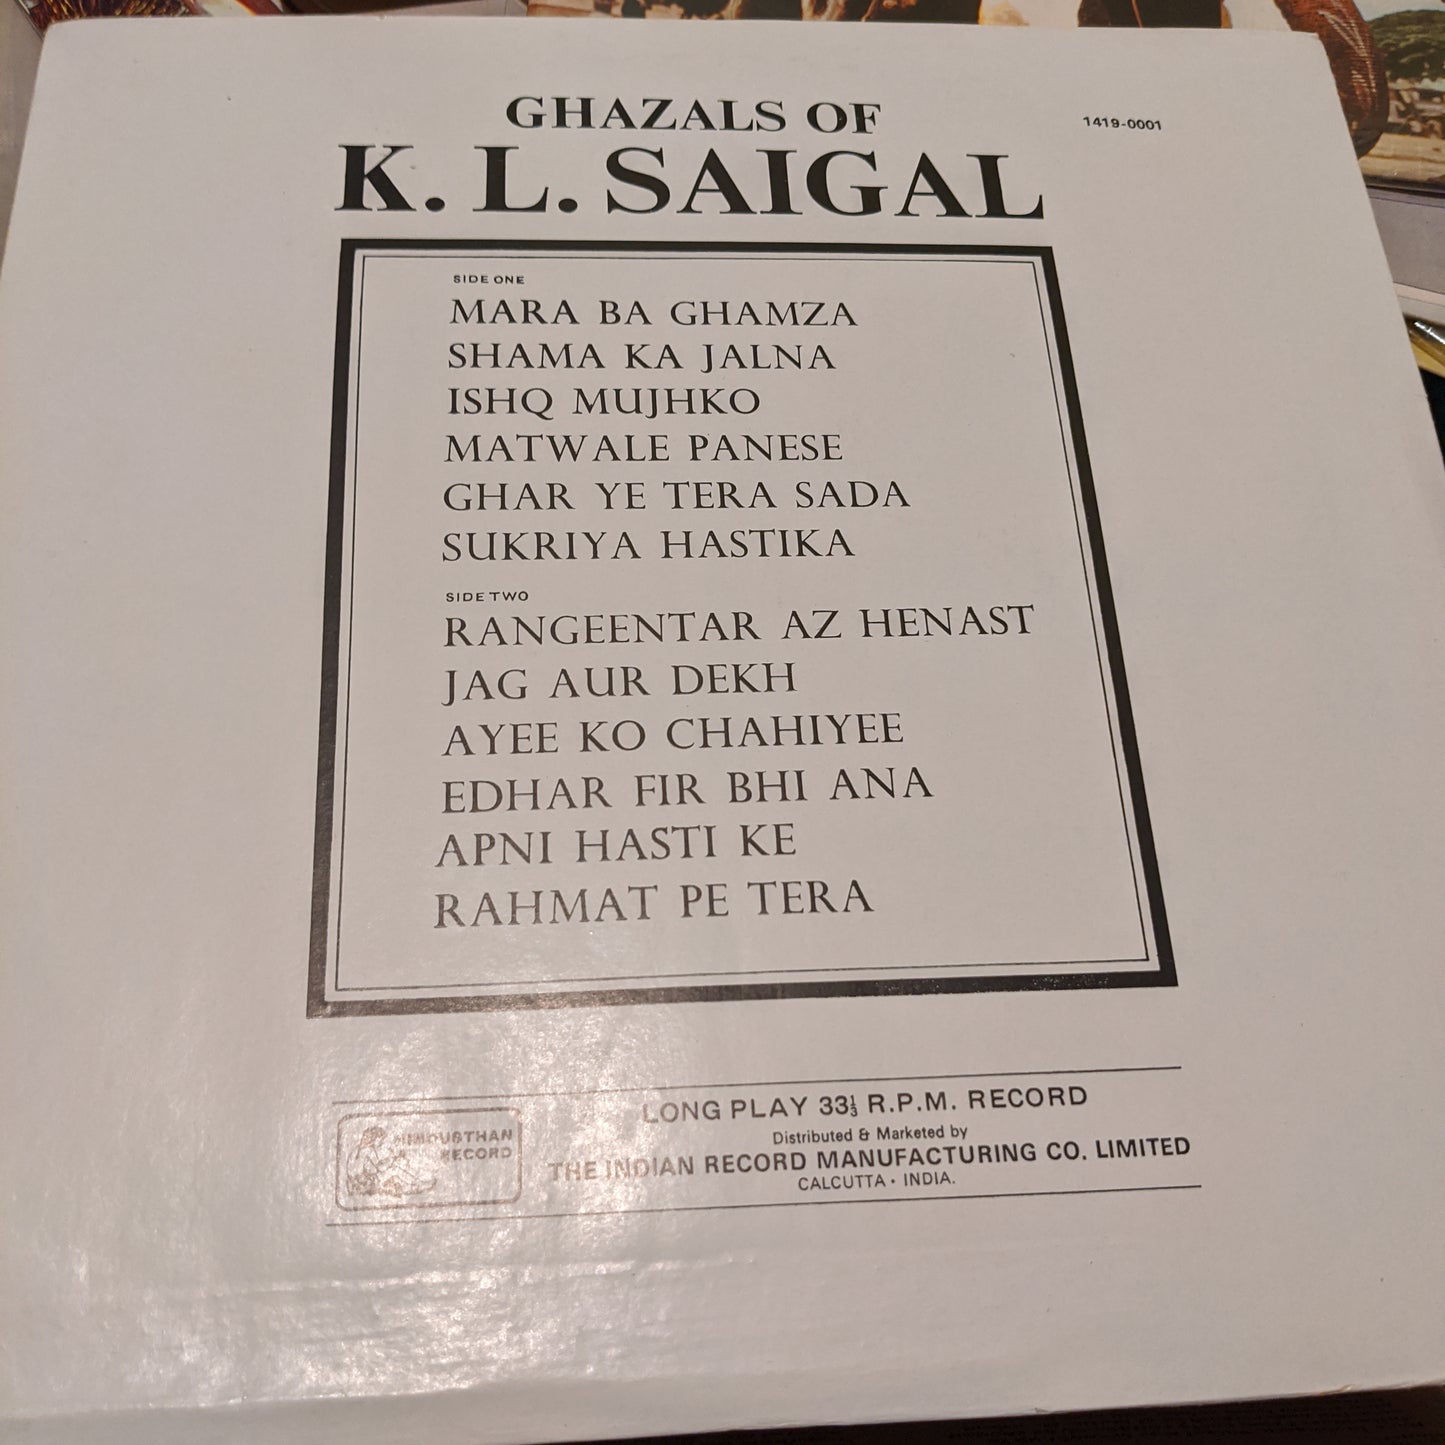 GHAZALS OF
1419-0001
K. L. SAIGAL
SIDE ONE
MARA BA GHAMZA
SHAMA KA JALNA
ISHQ MUJHKO
MATWALE PANESE
GHAR YE TERA SADA
SUKRIYA HASTIKA
SIDE TWO
RANGEENTAR AZ HENAST
JAG AUR DEKH
AYEE KO CHAHIYEE
EDHAR FIR BHI ANA
APNI HASTI KE
RAHMAT PE TERA
HINDUSTHAN
RECORD
LONG PLAY 33⅓ R.P.M. RECORD
Distributed & Marketed by
THE INDIAN RECORD MANUFACTURING CO. LIMITED
CALCUTTA • INDIA.